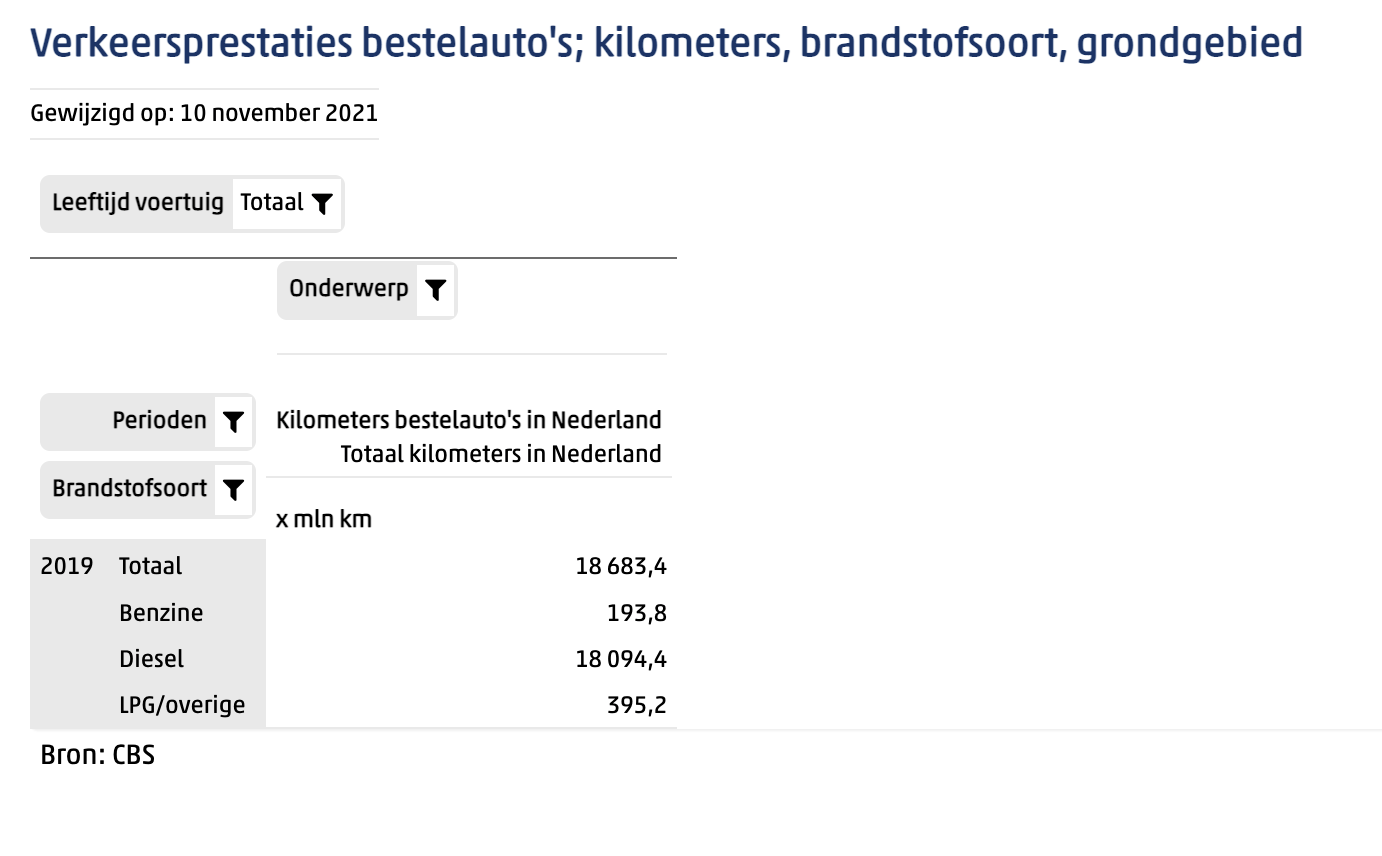 Verkeersprestaties bestelauto's; kilometers, brandstofsoort, grondgebied
Gewijzigd op: 10 november 2021
Leeftijd voertuig Totaal
Onderwerp
Perioden
Kilometers bestelauto's in Nederland
Totaal kilometers in Nederland
Brandstofsoort
x mln km
2019 Totaal 18 683,4
Benzine 193,8
Diesel 18 094,4
LPG/overige 395,2
Bron: CBS